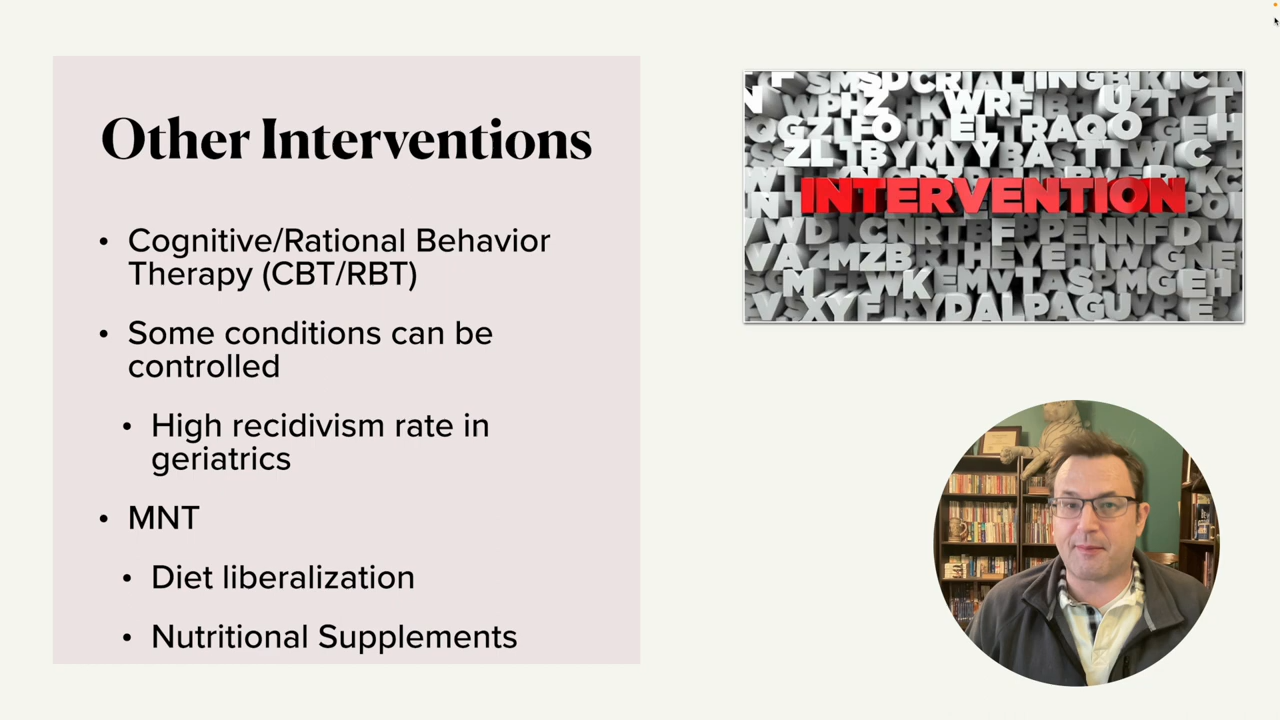 Other Interventions
• Cognitive/Rational Behavior
Therapy (CBT/RBT)
• Some conditions can be
controlled
• High recidivism rate in
geriatrics
• MNT
• Diet liberalization
• Nutritional Supplements
INTERVENTION